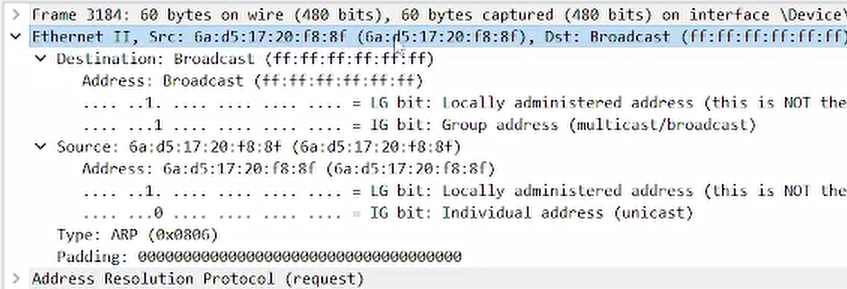 Frame 3184: 60 bytes on wire (480 bits), 60 bytes captured (480 bits) on interface \Device\
Ethernet II, Src: 6a:d5:17:20:f8:8f (6a:d5:17:20:f8:8f), Dst: Broadcast (ff:ff:ff:ff:ff:ff)
Destination: Broadcast (ff:ff:ff:ff:ff:ff)
Address: Broadcast (ff:ff:ff:ff:ff:ff)
.... ..1. .... .... .... .... = LG bit: Locally administered address (this is NOT the
.... ...1 .... .... .... .... = IG bit: Group address (multicast/broadcast)
Source: 6a:d5:17:20:f8:8f (6a:d5:17:20:f8:8f)
Address: 6a:d5:17:20:f8:8f (6a:d5:17:20:f8:8f)
.... ..1. .... .... .... .... = LG bit: Locally administered address (this is NOT the
.... ...0 .... .... .... .... = IG bit: Individual address (unicast)
Type: ARP (0x0806)
Padding: 000000000000000000000000000000000000
Address Resolution Protocol (request)